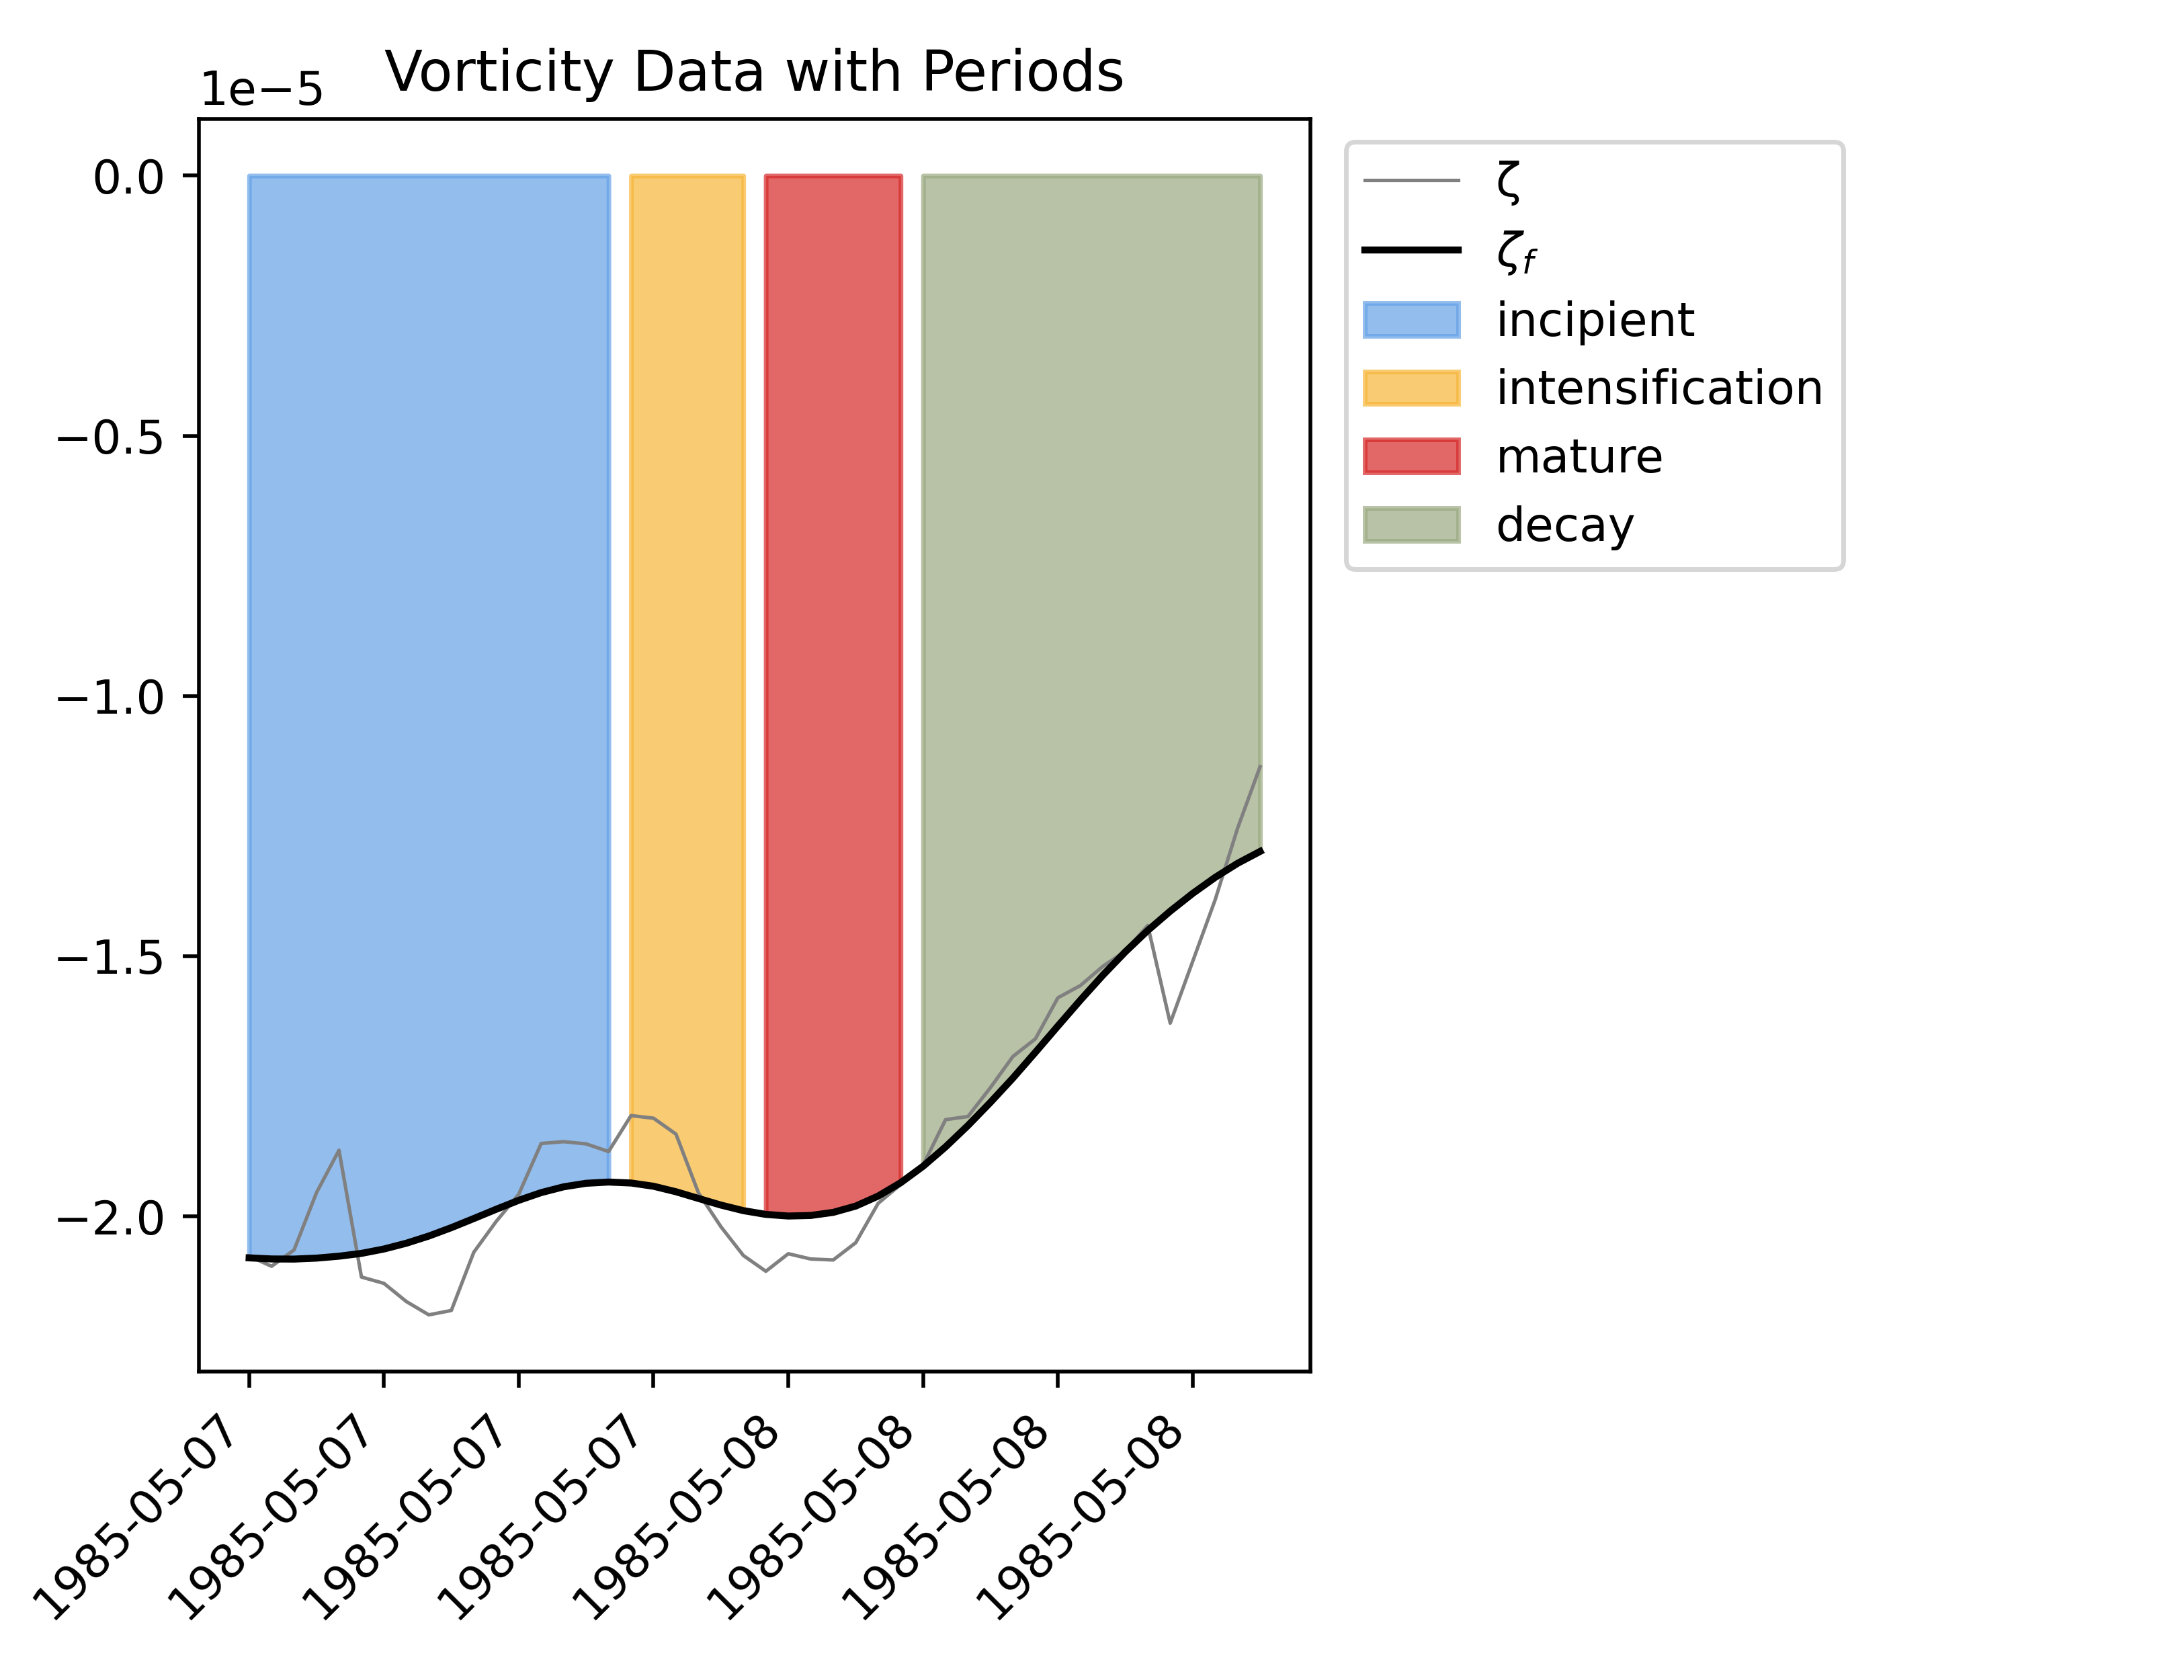 Vorticity Data with Periods
1e−5
0.0
−0.5
−1.0
−1.5
−2.0
1985-05-07
1985-05-07
1985-05-07
1985-05-07
1985-05-08
1985-05-08
1985-05-08
1985-05-08
ζ
ζf
incipient
intensification
mature
decay